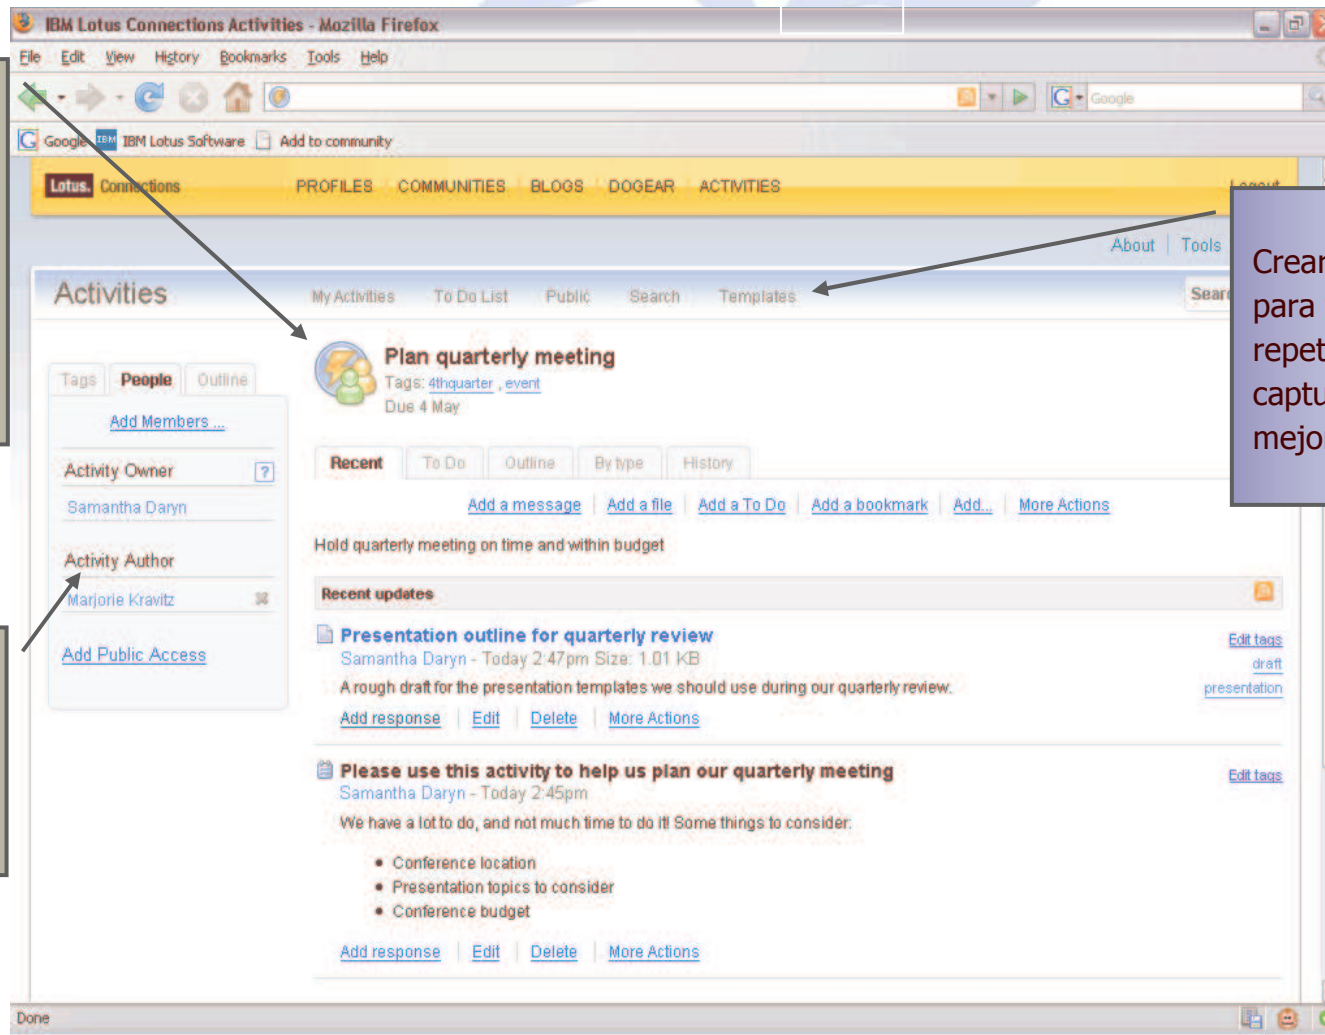 IBM Lotus Connections Activities - Mozilla Firefox
File Edit View History Bookmarks Tools Help
Google
Google IBM IBM Lotus Software Add to community
Lotus. Connections PROFILES COMMUNITIES BLOGS DOGEAR ACTIVITIES Logout
About Tools
Activities My Activities To Do List Public Search Templates
Plan quarterly meeting
Tags: 4thquarter , event
Due 4 May
Tags People Outline
Add Members ...
Activity Owner ?
Samantha Daryn
Activity Author
Marjorie Kravitz
Add Public Access
Recent To Do Outline By type History
Add a message Add a file Add a To Do Add a bookmark Add... More Actions
Hold quarterly meeting on time and within budget
Recent updates
Presentation outline for quarterly review Edit tags
Samantha Daryn - Today 2:47pm Size: 1.01 KB draft
A rough draft for the presentation templates we should use during our quarterly review. presentation
Add response Edit Delete More Actions
Please use this activity to help us plan our quarterly meeting Edit tags
Samantha Daryn - Today 2:45pm
We have a lot to do, and not much time to do it! Some things to consider:
• Conference location
• Presentation topics to consider
• Conference budget
Add response Edit Delete More Actions
Done
para